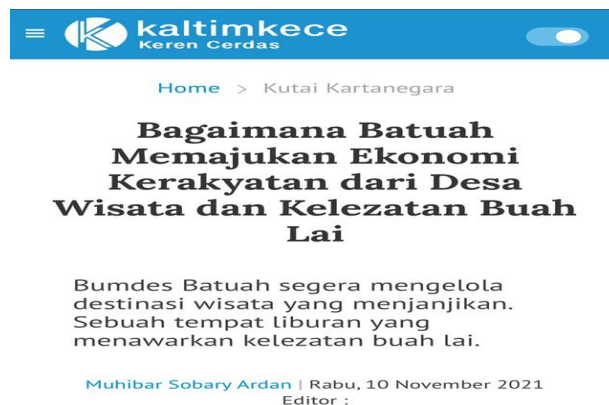 kaltimkece
Keren Cerdas
Home > Kutai Kartanegara
Bagaimana Batuah
Memajukan Ekonomi
Kerakyatan dari Desa
Wisata dan Kelezatan Buah
Lai
Bumdes Batuah segera mengelola
destinasi wisata yang menjanjikan.
Sebuah tempat liburan yang
menawarkan kelezatan buah lai.
Muhibar Sobary Ardan | Rabu, 10 November 2021
Editor :